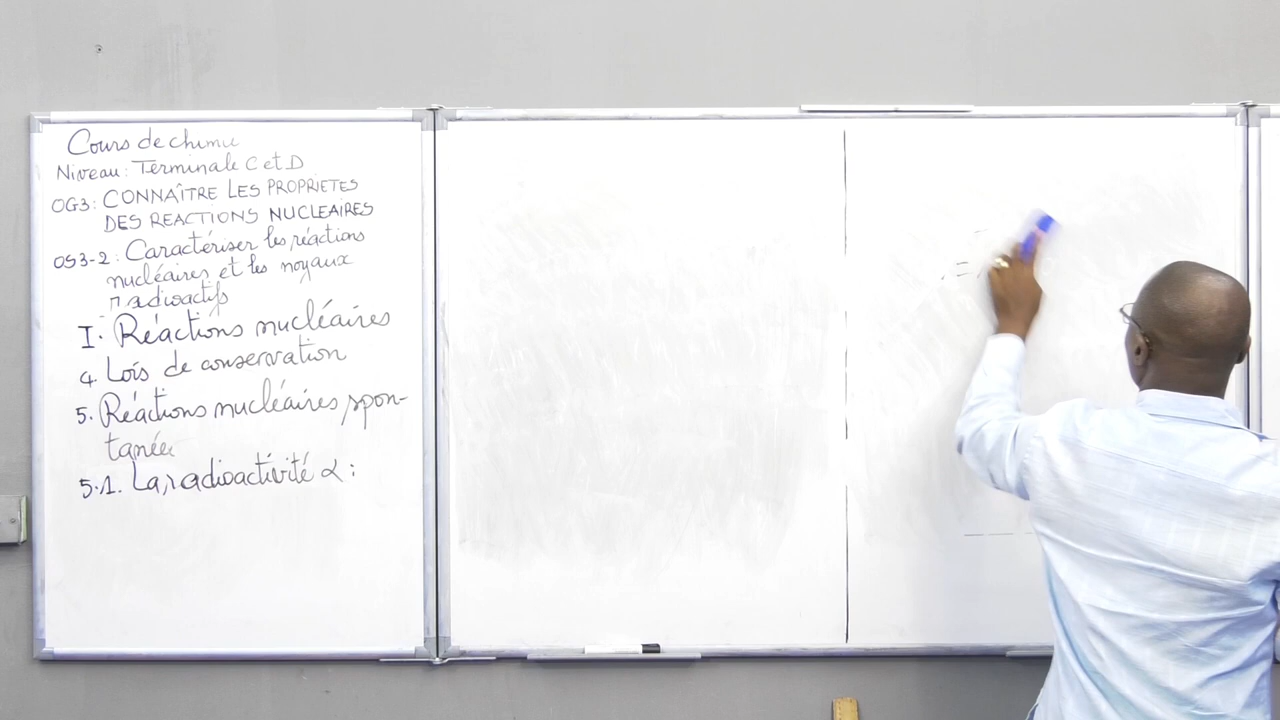 Cours de chimie
Niveau : Terminale C et D
OG3 : CONNAÎTRE LES PROPRIETES
DES REACTIONS NUCLEAIRES
OS3-2 : Caractériser les réactions
nucléaires et les noyaux
radioactifs
I. Réactions nucléaires
4. Lois de conservation
5. Réactions nucléaires spon-
tanées
5.1. La radioactivité α :